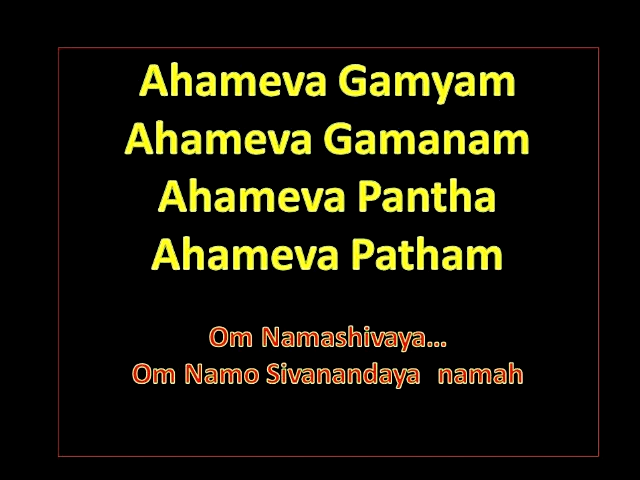 Ahameva Gamyam
Ahameva Gamanam
Ahameva Pantha
Ahameva Patham
Om Namashivaya...
Om Namo Sivanandaya namah